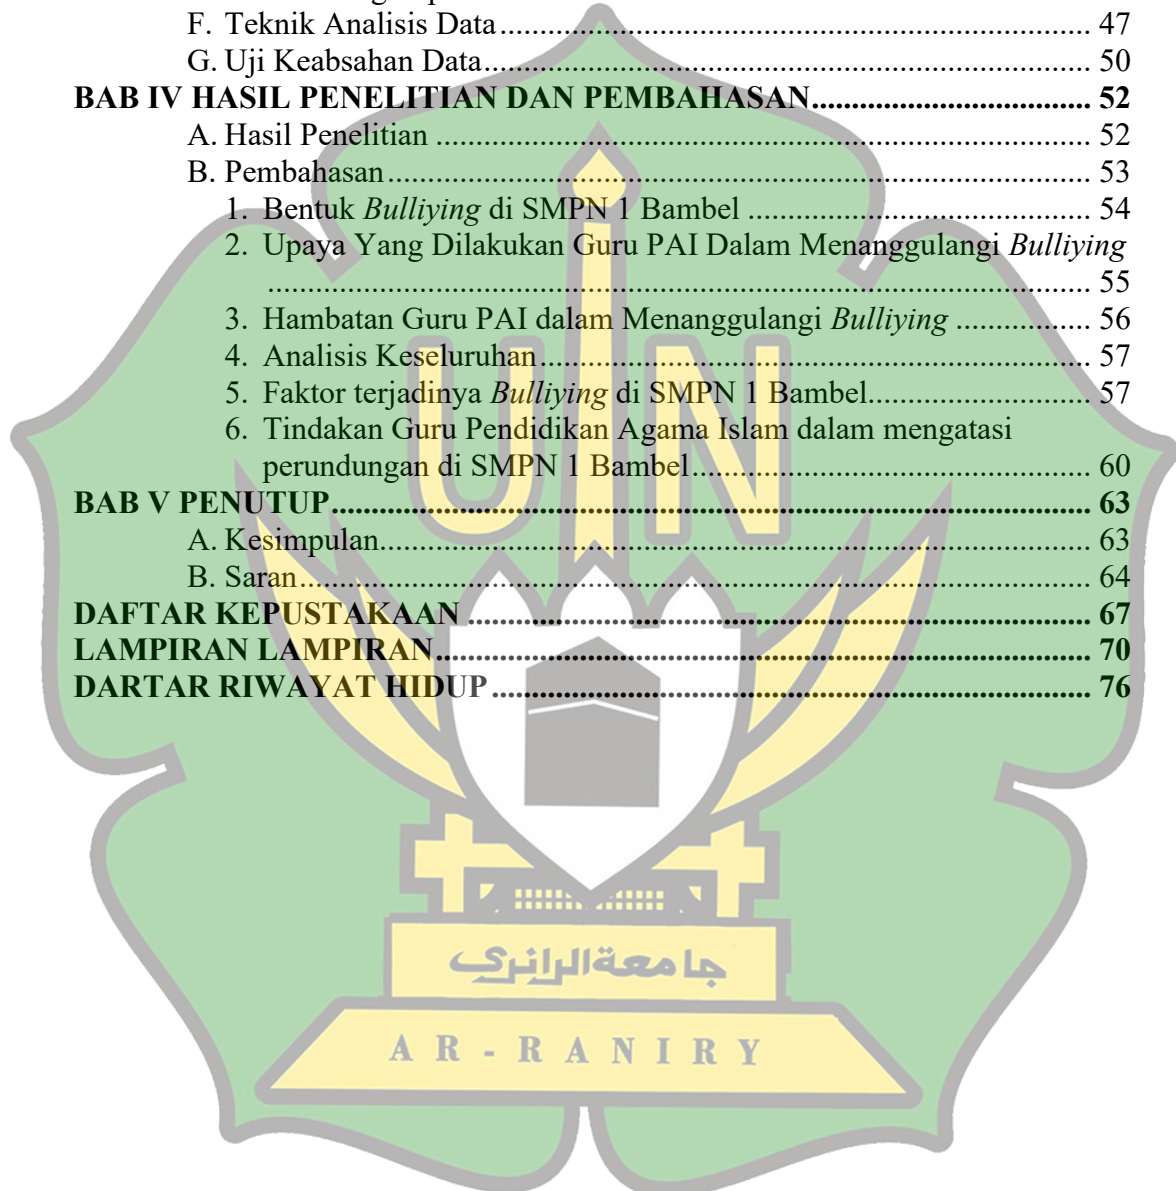 F. Teknik Analisis Data........................................................................................ 47
G. Uji Keabsahan Data.......................................................................................... 50
BAB IV HASIL PENELITIAN DAN PEMBAHASAN.................................. 52
A. Hasil Penelitian ................................................................................................ 52
B. Pembahasan...................................................................................................... 53
1. Bentuk Bulliying di SMPN 1 Bambel .......................................... 54
2. Upaya Yang Dilakukan Guru PAI Dalam Menanggulangi Bulliying
.................................................................................................... 55
3. Hambatan Guru PAI dalam Menanggulangi Bulliying ................ 56
4. Analisis Keseluruhan.................................................................... 57
5. Faktor terjadinya Bulliying di SMPN 1 Bambel........................... 57
6. Tindakan Guru Pendidikan Agama Islam dalam mengatasi
perundungan di SMPN 1 Bambel................................................. 60
BAB V PENUTUP............................................................................................ 63
A. Kesimpulan....................................................................................................... 63
B. Saran................................................................................................................. 64
DAFTAR KEPUSTAKAAN ............................................................................ 67
LAMPIRAN LAMPIRAN................................................................................ 70
DARTAR RIWAYAT HIDUP ......................................................................... 76
UIN
جامعةالرانري
AR-RANIRY